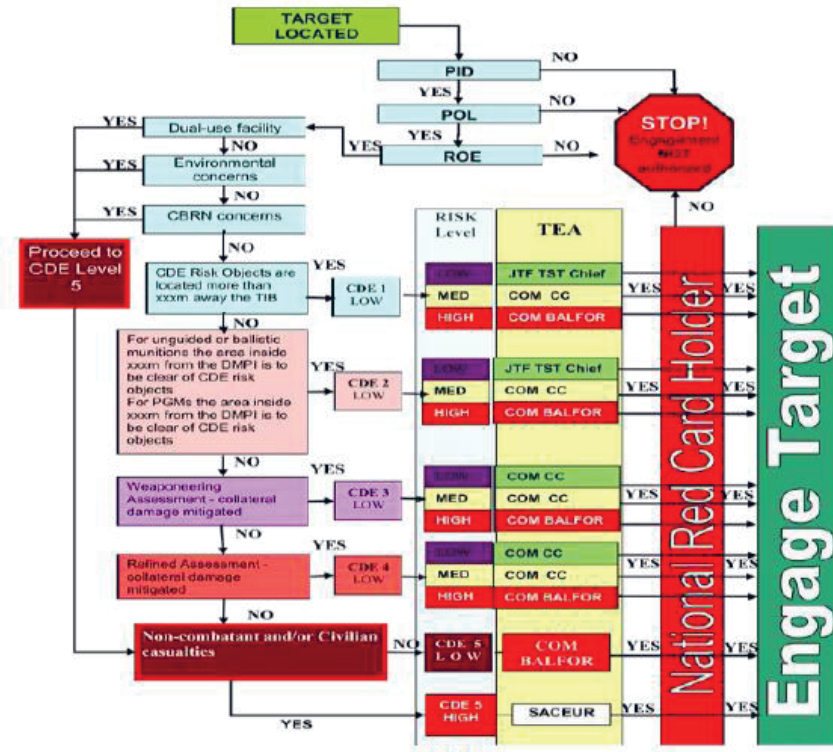 TARGET
LOCATED
PID
NO
YES
POL
NO
YES
ROE
NO
YES
STOP!
Engagement
NOT
authorized
NO
YES
Dual-use facility
NO
YES
Environmental
concerns
NO
YES
CBRN concerns
NO
Proceed to
CDE Level
5
RISK
Level
TEA
CDE Risk Objects are
located more than
xxxm away the TIB
YES
CDE 1
LOW
NO
LOW
JTF TST Chief
MED
COM CC
YES
YES
HIGH
COM BALFOR
For unguided or ballistic
munitions the area inside
xxxm from the DMPI is to
be clear of CDE risk
objects
For PGMs the area inside
xxxm from the DMPI is to
be clear of CDE risk
objects
YES
CDE 2
LOW
NO
LOW
JTF TST Chief
MED
COM CC
YES
YES
HIGH
COM BALFOR
Weaponeering
Assessment - collateral
damage mitigated
YES
CDE 3
LOW
NO
LOW
COM CC
MED
COM CC
YES
YES
HIGH
COM BALFOR
Refined Assessment -
collateral damage
mitigated
YES
CDE 4
LOW
NO
LOW
COM CC
MED
COM CC
YES
YES
HIGH
COM BALFOR
Non-combatant and/or Civilian
casualties
NO
CDE 5
LOW
COM
BALFOR
YES
YES
YES
CDE 5
HIGH
SACEUR
YES
YES
National Red Card Holder
Engage Target